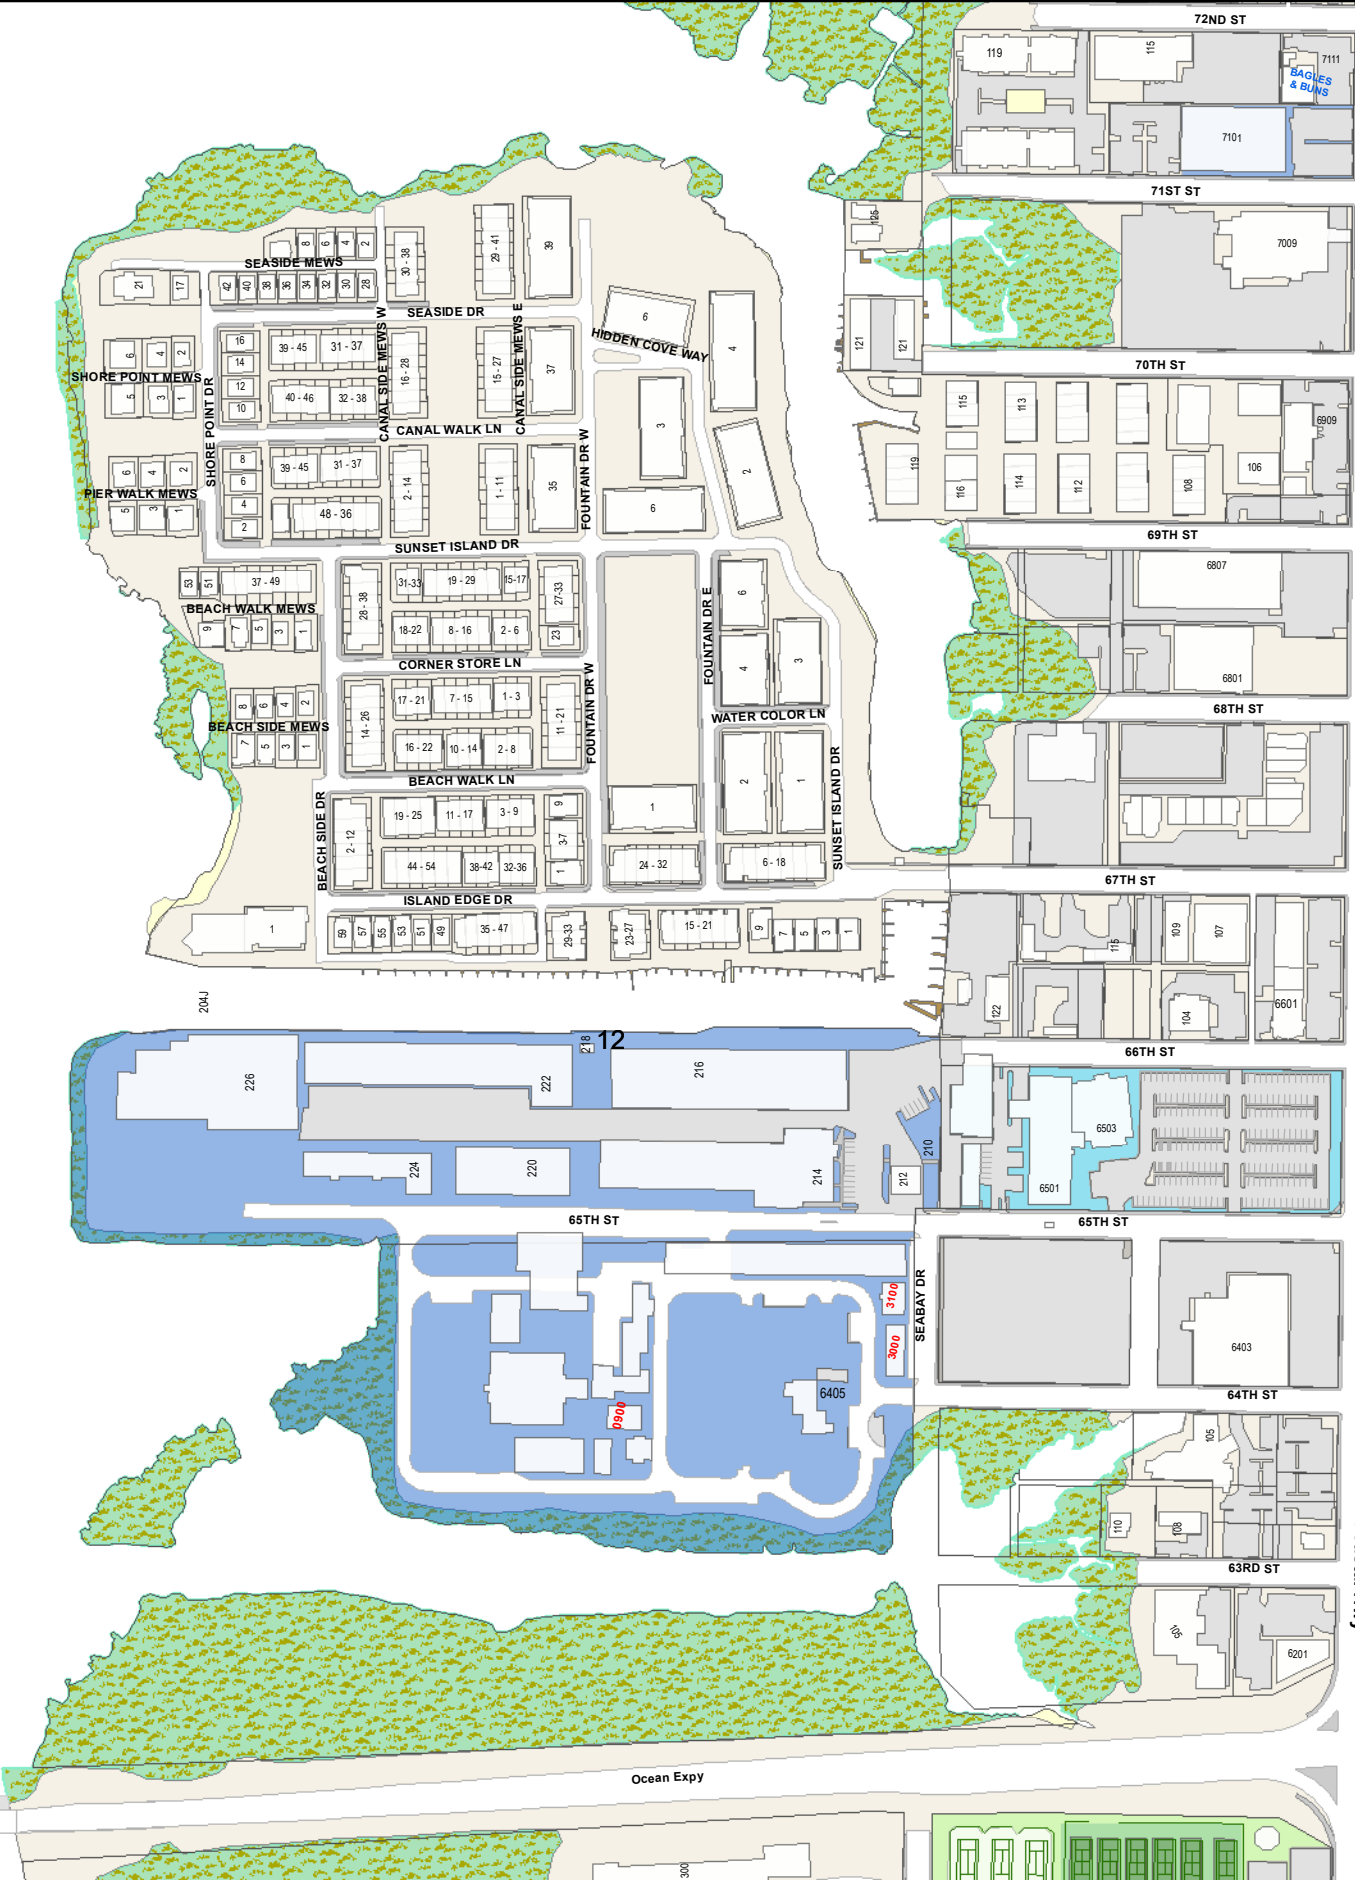 72ND ST
119
115
7111
BAGLES
& BUNS
7101
71ST ST
125
7009
8
6
4
2
30 - 38
29 - 41
39
SEASIDE MEWS
21
17
42
40
38
36
34
32
30
28
SEASIDE DR
6
HIDDEN COVE WAY
4
121
121
70TH ST
16
14
12
10
39 - 45
31 - 37
CANAL SIDE MEWS W
16 - 28
15 - 27
CANAL SIDE MEWS E
37
6
4
2
SHORE POINT MEWS
5
3
1
SHORE POINT DR
40 - 46
32 - 38
CANAL WALK LN
3
2
115
113
6909
119
116
114
112
108
106
8
6
4
2
39 - 45
31 - 37
2 - 14
1 - 11
35
FOUNTAIN DR W
6
4
2
PIER WALK MEWS
5
3
1
48 - 36
6
SUNSET ISLAND DR
69TH ST
53
51
37 - 49
BEACH WALK MEWS
9
7
5
3
1
28 - 38
31-33
19 - 29
15-17
27-33
18-22
8 - 16
2 - 6
23
CORNER STORE LN
FOUNTAIN DR E
6
4
3
6807
6801
68TH ST
8
6
4
2
BEACH SIDE MEWS
7
5
3
1
14 - 26
17 - 21
7 - 15
1 - 3
11 - 21
FOUNTAIN DR W
16 - 22
10 - 14
2 - 8
BEACH WALK LN
WATER COLOR LN
2
1
SUNSET ISLAND DR
1
BEACH SIDE DR
2 - 12
19 - 25
11 - 17
3 - 9
9
3-7
1
44 - 54
38-42
32-36
24 - 32
6 - 18
67TH ST
ISLAND EDGE DR
1
59
57
55
53
51
49
35 - 47
29-33
23-27
15 - 21
9
7
5
3
1
115
109
107
122
104
6601
204J
66TH ST
226
222
218
12
216
224
220
214
212
210
6503
6501
65TH ST
65TH ST
SEABAY DR
3100
3000
6405
0900
6403
64TH ST
105
110
108
63RD ST
105
6201
Ocean Expy
300